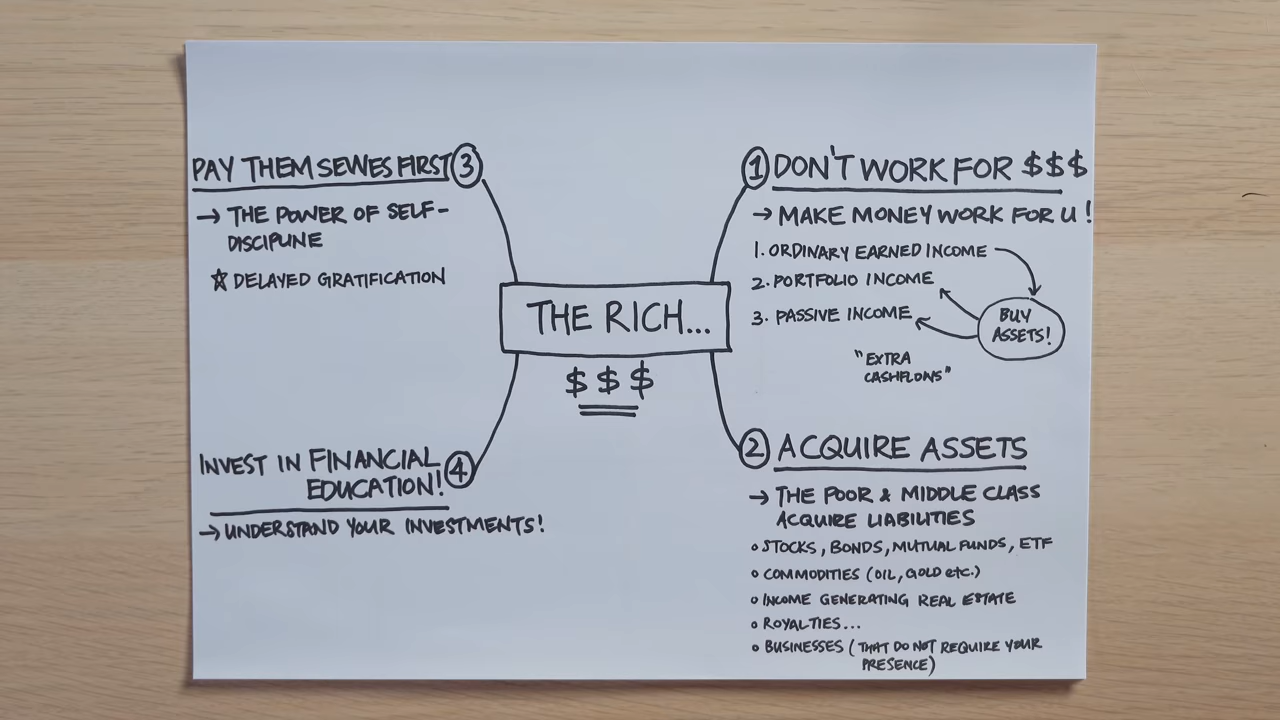 THE RICH...
$ $ $
① DON'T WORK FOR $$$
→ MAKE MONEY WORK FOR U!
1. ORDINARY EARNED INCOME
2. PORTFOLIO INCOME
3. PASSIVE INCOME
BUY
ASSETS!
"EXTRA
CASHFLOWS"
② ACQUIRE ASSETS
→ THE POOR & MIDDLE CLASS
ACQUIRE LIABILITIES
∘ STOCKS, BONDS, MUTUAL FUNDS, ETF
∘ COMMODITIES (OIL, GOLD etc.)
∘ INCOME GENERATING REAL ESTATE
∘ ROYALTIES...
∘ BUSINESSES (THAT DO NOT REQUIRE YOUR
PRESENCE)
PAY THEMSELVES FIRST ③
→ THE POWER OF SELF-
DISCIPLINE
☆ DELAYED GRATIFICATION
INVEST IN FINANCIAL
EDUCATION! ④
→ UNDERSTAND YOUR INVESTMENTS!